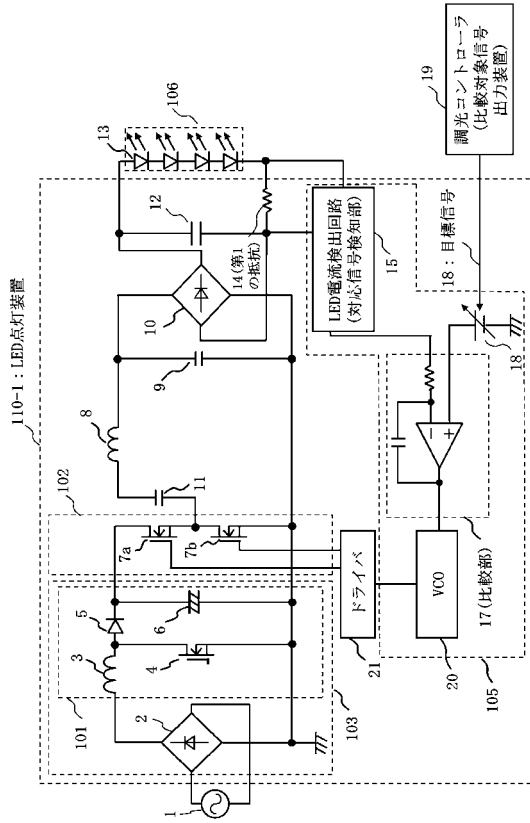 110-1：LED点灯装置
106
13
12
14(第1
の抵抗)
10
9
8
11
102
7a
7b
5
6
3
4
101
2
103
1
LED電流検出回路
(対応信号検知部)
15
18：目標信号
19
調光コントローラ
(比較対象信号
出力装置)
18
−
+
17(比較部)
VCO
20
105
ドライバ
21